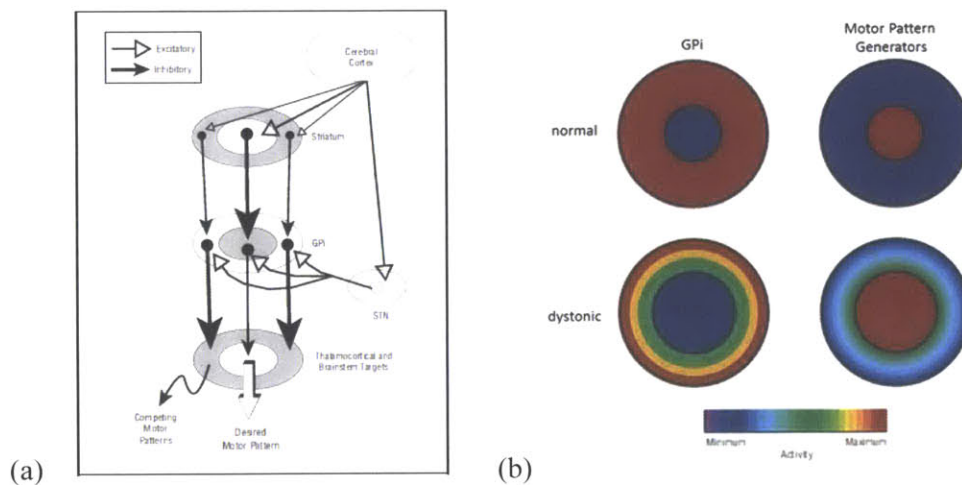 Excitatory
Inhibitory
Cerebral
Cortex
Striatum
GPi
STN
Thalamocortical and
Brainstem Targets
Competing
Motor
Patterns
Desired
Motor Pattern
(a)
GPi
Motor Pattern
Generators
normal
dystonic
Minimum
Maximum
Activity
(b)